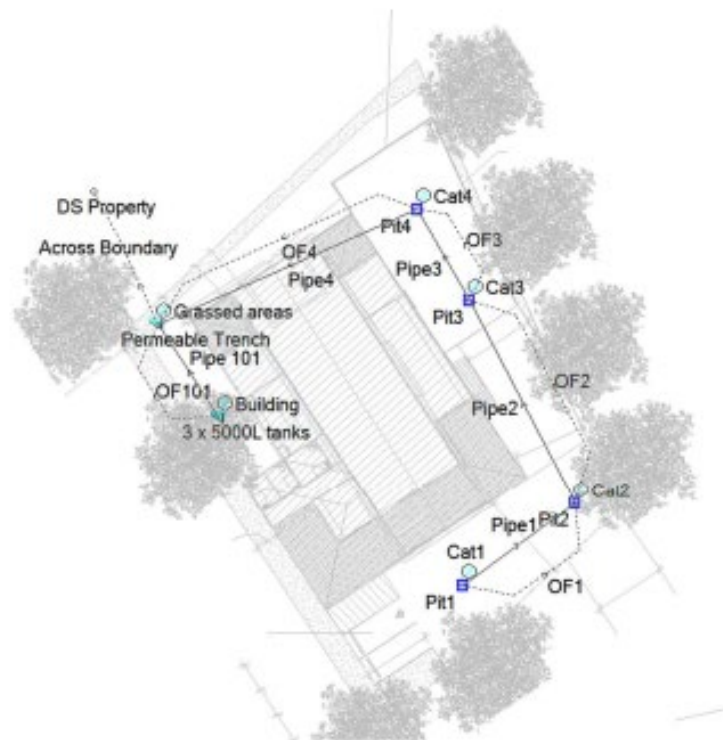 Cat4
DS Property
Pit4
OF3
Across Boundary
OF4
Pipe3
Cat3
Pipe4
Grassed areas
Pit3
Permeable Trench
Pipe 101
OF2
OF101
Building
Pipe2
3 x 5000L tanks
Cat2
Pipe1
Pit2
Cat1
OF1
Pit1